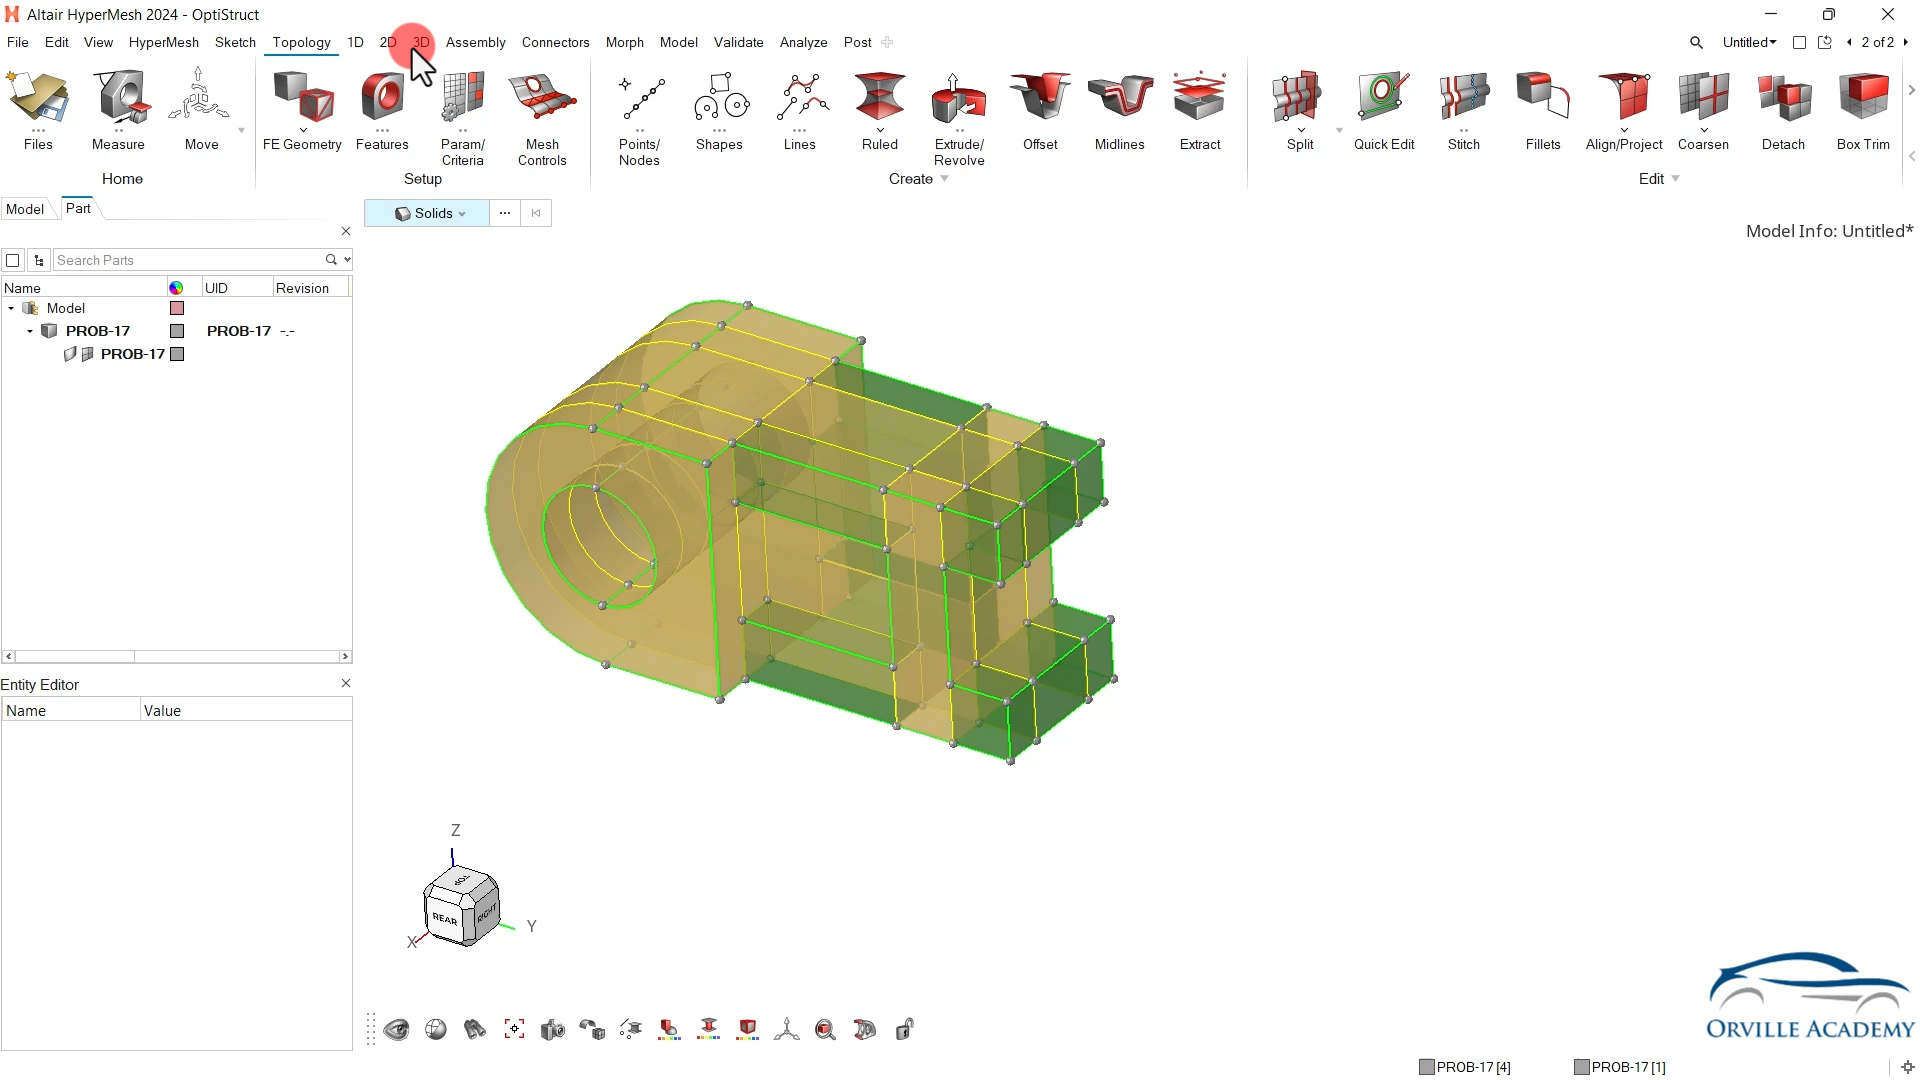 Altair HyperMesh 2024 - OptiStruct
File Edit View HyperMesh Sketch Topology 1D 2D 3D Assembly Connectors Morph Model Validate Analyze Post Untitled 2 of 2
Files Measure Move FE Geometry Features Param/ Criteria Mesh Controls Points/ Nodes Shapes Lines Ruled Extrude/ Revolve Offset Midlines Extract Split Quick Edit Stitch Fillets Align/Project Coarsen Detach Box Trim
Home Setup Create Edit
Model Part
Solids
Model Info: Untitled*
Search Parts
Name UID Revision
Model
PROB-17 PROB-17 -.-
PROB-17
Entity Editor
Name Value
Z
TOP
REAR RIGHT
Y
X
ORVILLE ACADEMY
PROB-17 [4] PROB-17 [1]